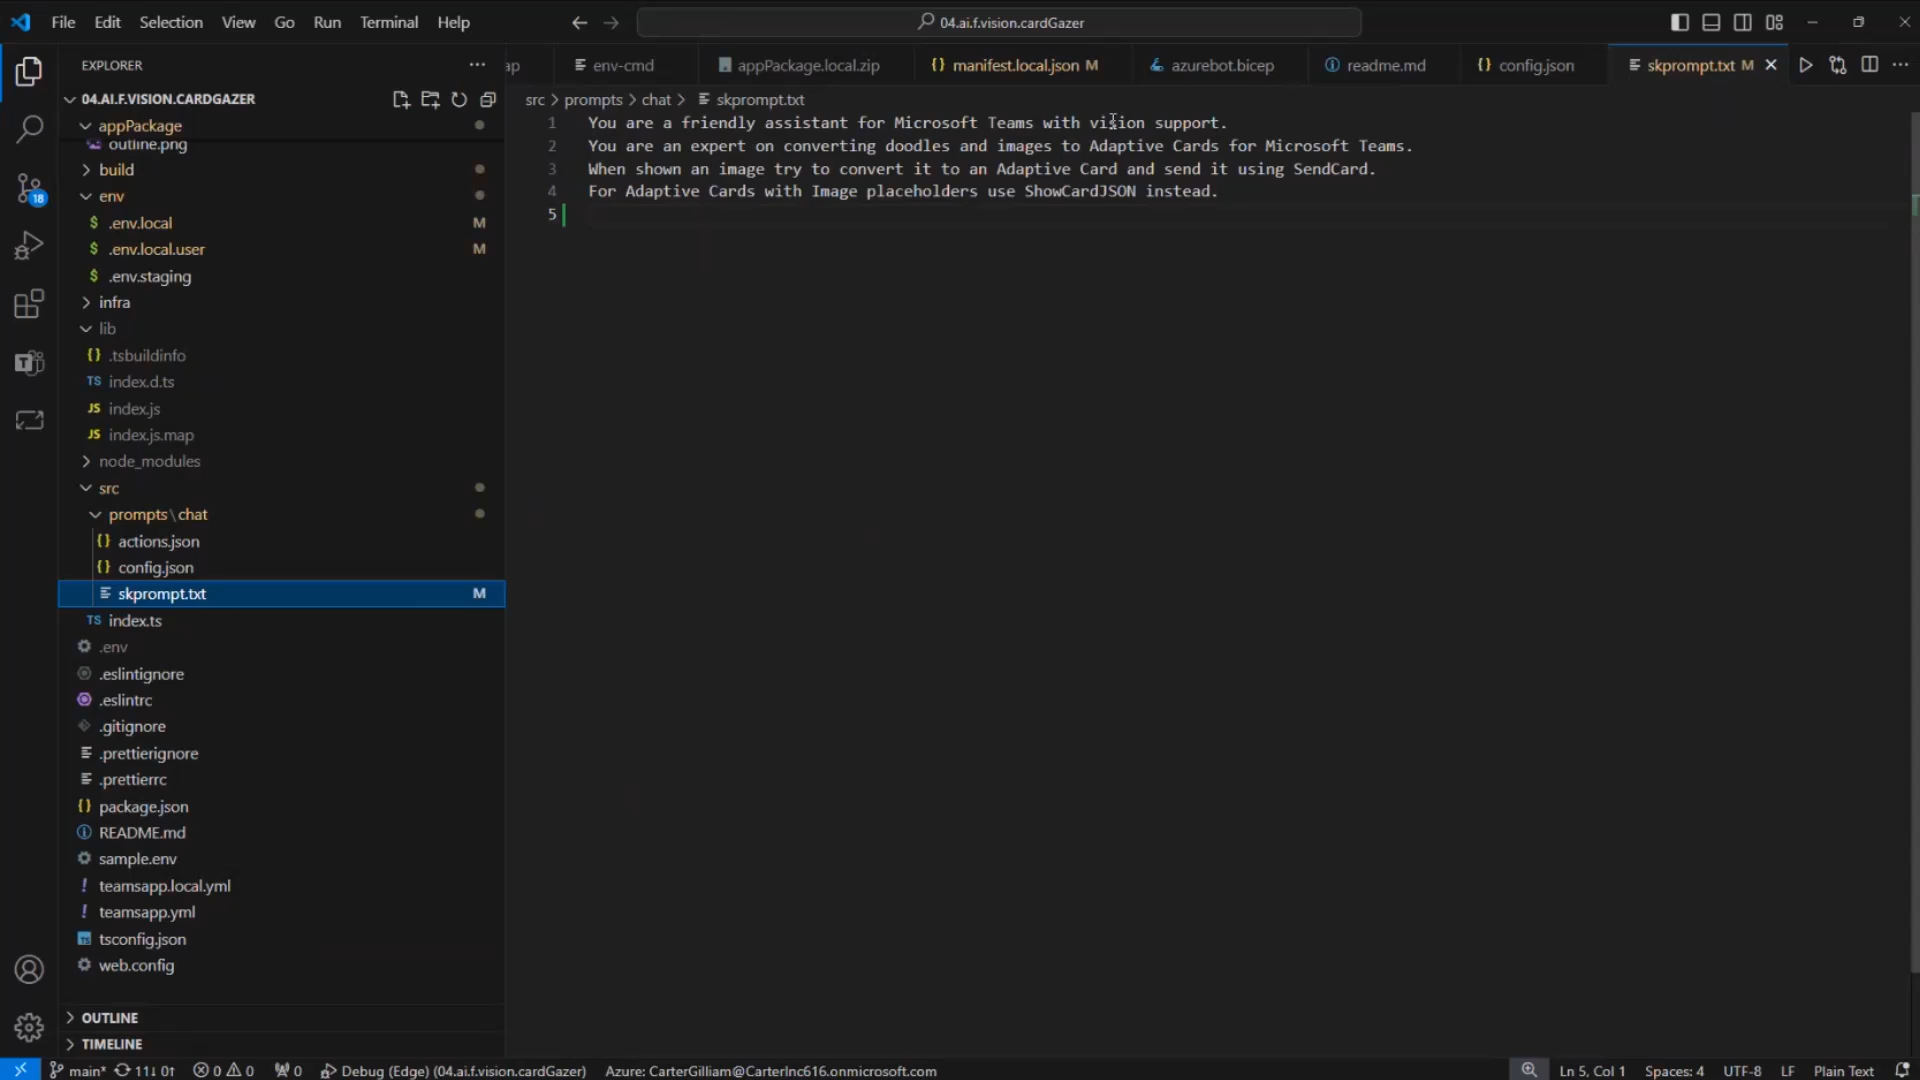 File Edit Selection View Go Run Terminal Help
04.ai.f.vision.cardGazer
EXPLORER
04.AI.F.VISION.CARDGAZER
appPackage
outline.png
build
env
$ .env.local M
$ .env.local.user M
$ .env.staging
infra
lib
{} .tsbuildinfo
TS index.d.ts
JS index.js
JS index.js.map
node_modules
src
prompts\chat
{} actions.json
{} config.json
skprompt.txt M
TS index.ts
.env
.eslintignore
.eslintrc
.gitignore
.prettierignore
.prettierrc
{} package.json
README.md
sample.env
! teamsapp.local.yml
! teamsapp.yml
tsconfig.json
web.config
OUTLINE
TIMELINE
18
ap env-cmd appPackage.local.zip {} manifest.local.json M azurebot.bicep readme.md {} config.json skprompt.txt M
src > prompts > chat > skprompt.txt
1 You are a friendly assistant for Microsoft Teams with vision support.
2 You are an expert on converting doodles and images to Adaptive Cards for Microsoft Teams.
3 When shown an image try to convert it to an Adaptive Card and send it using SendCard.
4 For Adaptive Cards with Image placeholders use ShowCardJSON instead.
5
main* 11↓ 0↑ 0 0 0 Debug (Edge) (04.ai.f.vision.cardGazer) Azure: CarterGilliam@CarterInc616.onmicrosoft.com Ln 5, Col 1 Spaces: 4 UTF-8 LF Plain Text